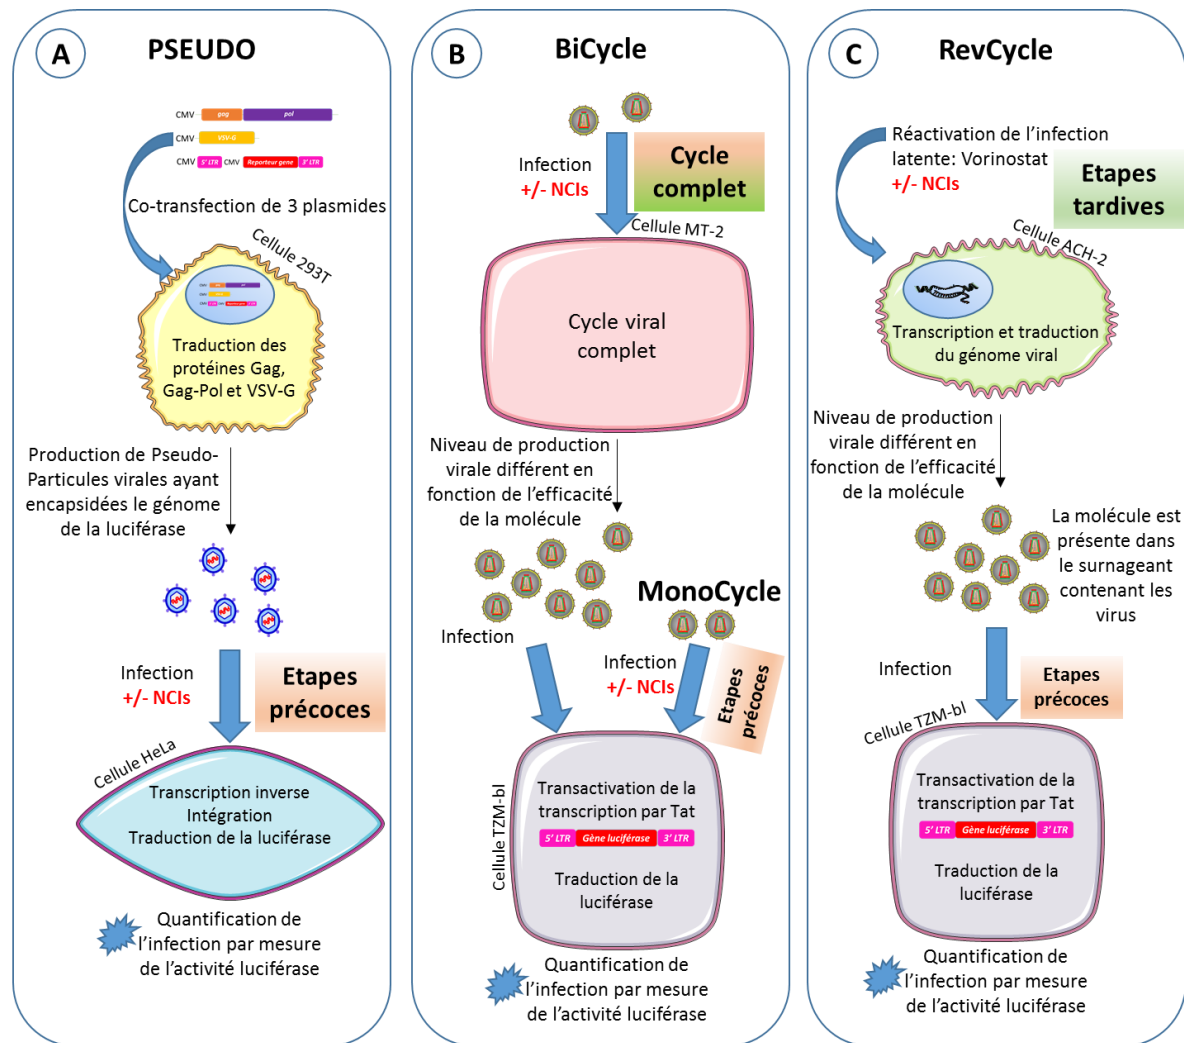 A
PSEUDO
CMV gag pol
CMV VSV-G
CMV 5' LTR CMV Reporteur gene 3' LTR
Co-transfection de 3 plasmides
Cellule 293T
Traduction des
protéines Gag,
Gag-Pol et VSV-G
Production de Pseudo-
Particules virales ayant
encapsidées le génome
de la luciférase
Infection
+/- NCIs
Etapes
précoces
Cellule HeLa
Transcription inverse
Intégration
Traduction de la luciférase
Quantification de
l'infection par mesure
de l'activité luciférase
B
BiCycle
Infection
+/- NCIs
Cycle
complet
Cellule MT-2
Cycle viral
complet
Niveau de production
virale différent en
fonction de l'efficacité
de la molécule
MonoCycle
Infection
Infection
+/- NCIs
Etapes
précoces
Cellule TZM-bl
Transactivation de la
transcription par Tat
5' LTR Gène luciférase 3' LTR
Traduction de la
luciférase
Quantification de
l'infection par mesure
de l'activité luciférase
C
RevCycle
Réactivation de l'infection
latente: Vorinostat
+/- NCIs
Etapes
tardives
Cellule ACH-2
Transcription et traduction
du génome viral
Niveau de production
virale différent en
fonction de l'efficacité
de la molécule
La molécule est
présente dans
le surnageant
contenant les
virus
Infection
Etapes
précoces
Cellule TZM-bl
Transactivation de la
transcription par Tat
5' LTR Gène luciférase 3' LTR
Traduction de la
luciférase
Quantification de
l'infection par mesure
de l'activité luciférase